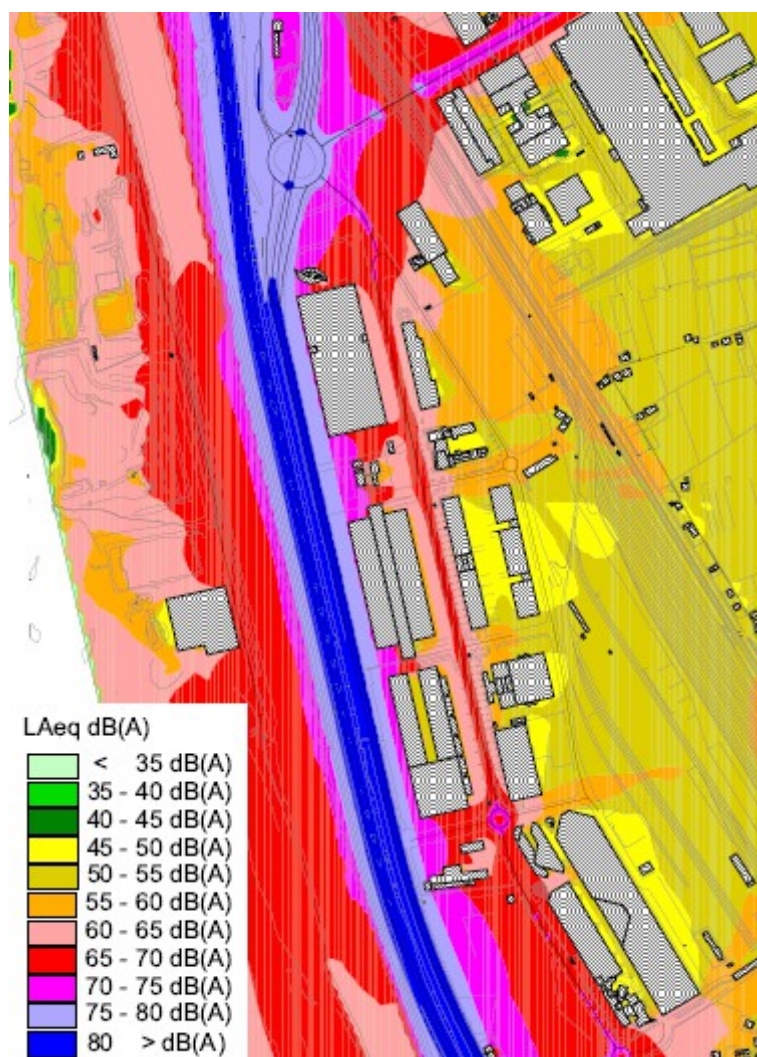 LAeq dB(A)
< 35 dB(A)
35 - 40 dB(A)
40 - 45 dB(A)
45 - 50 dB(A)
50 - 55 dB(A)
55 - 60 dB(A)
60 - 65 dB(A)
65 - 70 dB(A)
70 - 75 dB(A)
75 - 80 dB(A)
80 > dB(A)